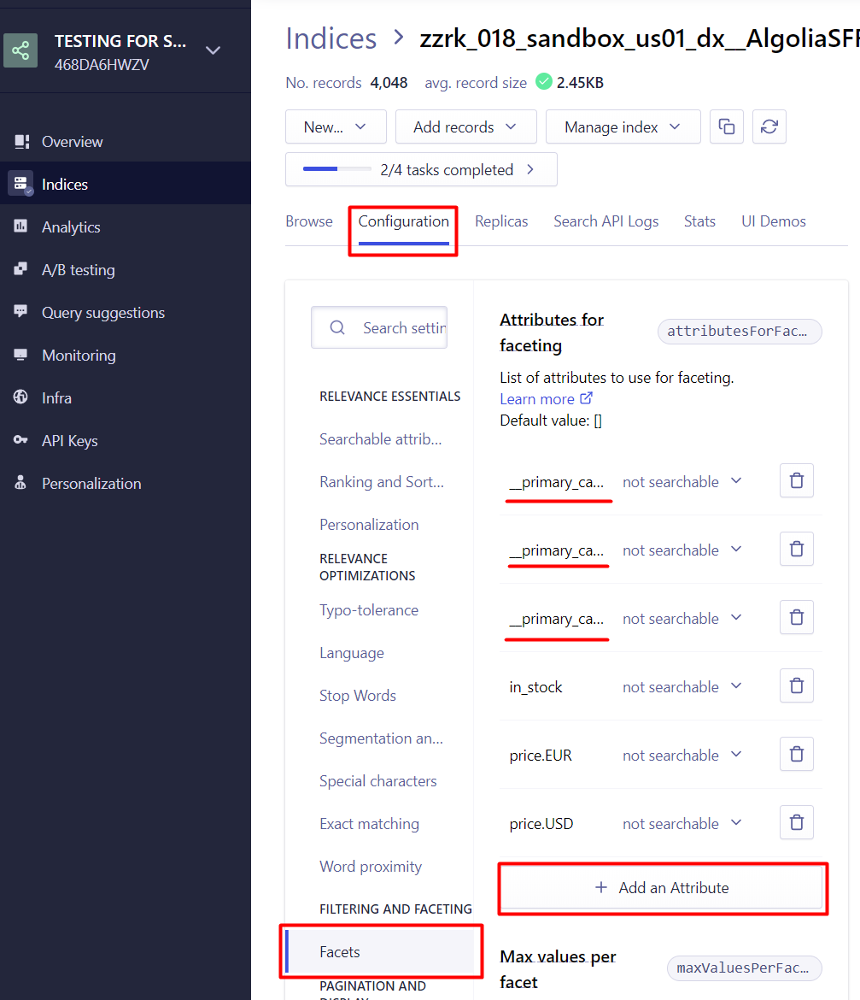 TESTING FOR S...
468DA6HWZV
Overview
Indices
Analytics
A/B testing
Query suggestions
Monitoring
Infra
API Keys
Personalization
Indices > zzrk_018_sandbox_us01_dx__AlgoliaSFF
No. records 4,048 avg. record size 2.45KB
New... Add records Manage index
2/4 tasks completed
Browse Configuration Replicas Search API Logs Stats UI Demos
Search settin
RELEVANCE ESSENTIALS
Searchable attrib...
Ranking and Sort...
Personalization
RELEVANCE
OPTIMIZATIONS
Typo-tolerance
Language
Stop Words
Segmentation an...
Special characters
Exact matching
Word proximity
FILTERING AND FACETING
Facets
PAGINATION AND
DISPLAY
Attributes for
faceting
attributesForFac...
List of attributes to use for faceting.
Learn more
Default value: []
__primary_ca... not searchable
__primary_ca... not searchable
__primary_ca... not searchable
in_stock not searchable
price.EUR not searchable
price.USD not searchable
+ Add an Attribute
Max values per
facet
maxValuesPerFac...